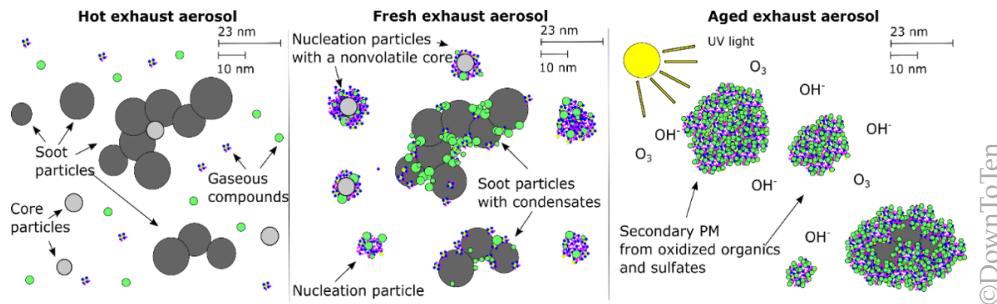 Hot exhaust aerosol
23 nm
10 nm
Soot
particles
Gaseous
compounds
Core
particles
Fresh exhaust aerosol
Nucleation particles
with a nonvolatile core
23 nm
10 nm
Soot particles
with condensates
Nucleation particle
Aged exhaust aerosol
UV light
23 nm
10 nm
O3
OH-
OH-
OH-
O3
OH-
O3
OH-
Secondary PM
from oxidized organics
and sulfates
©DownToTen